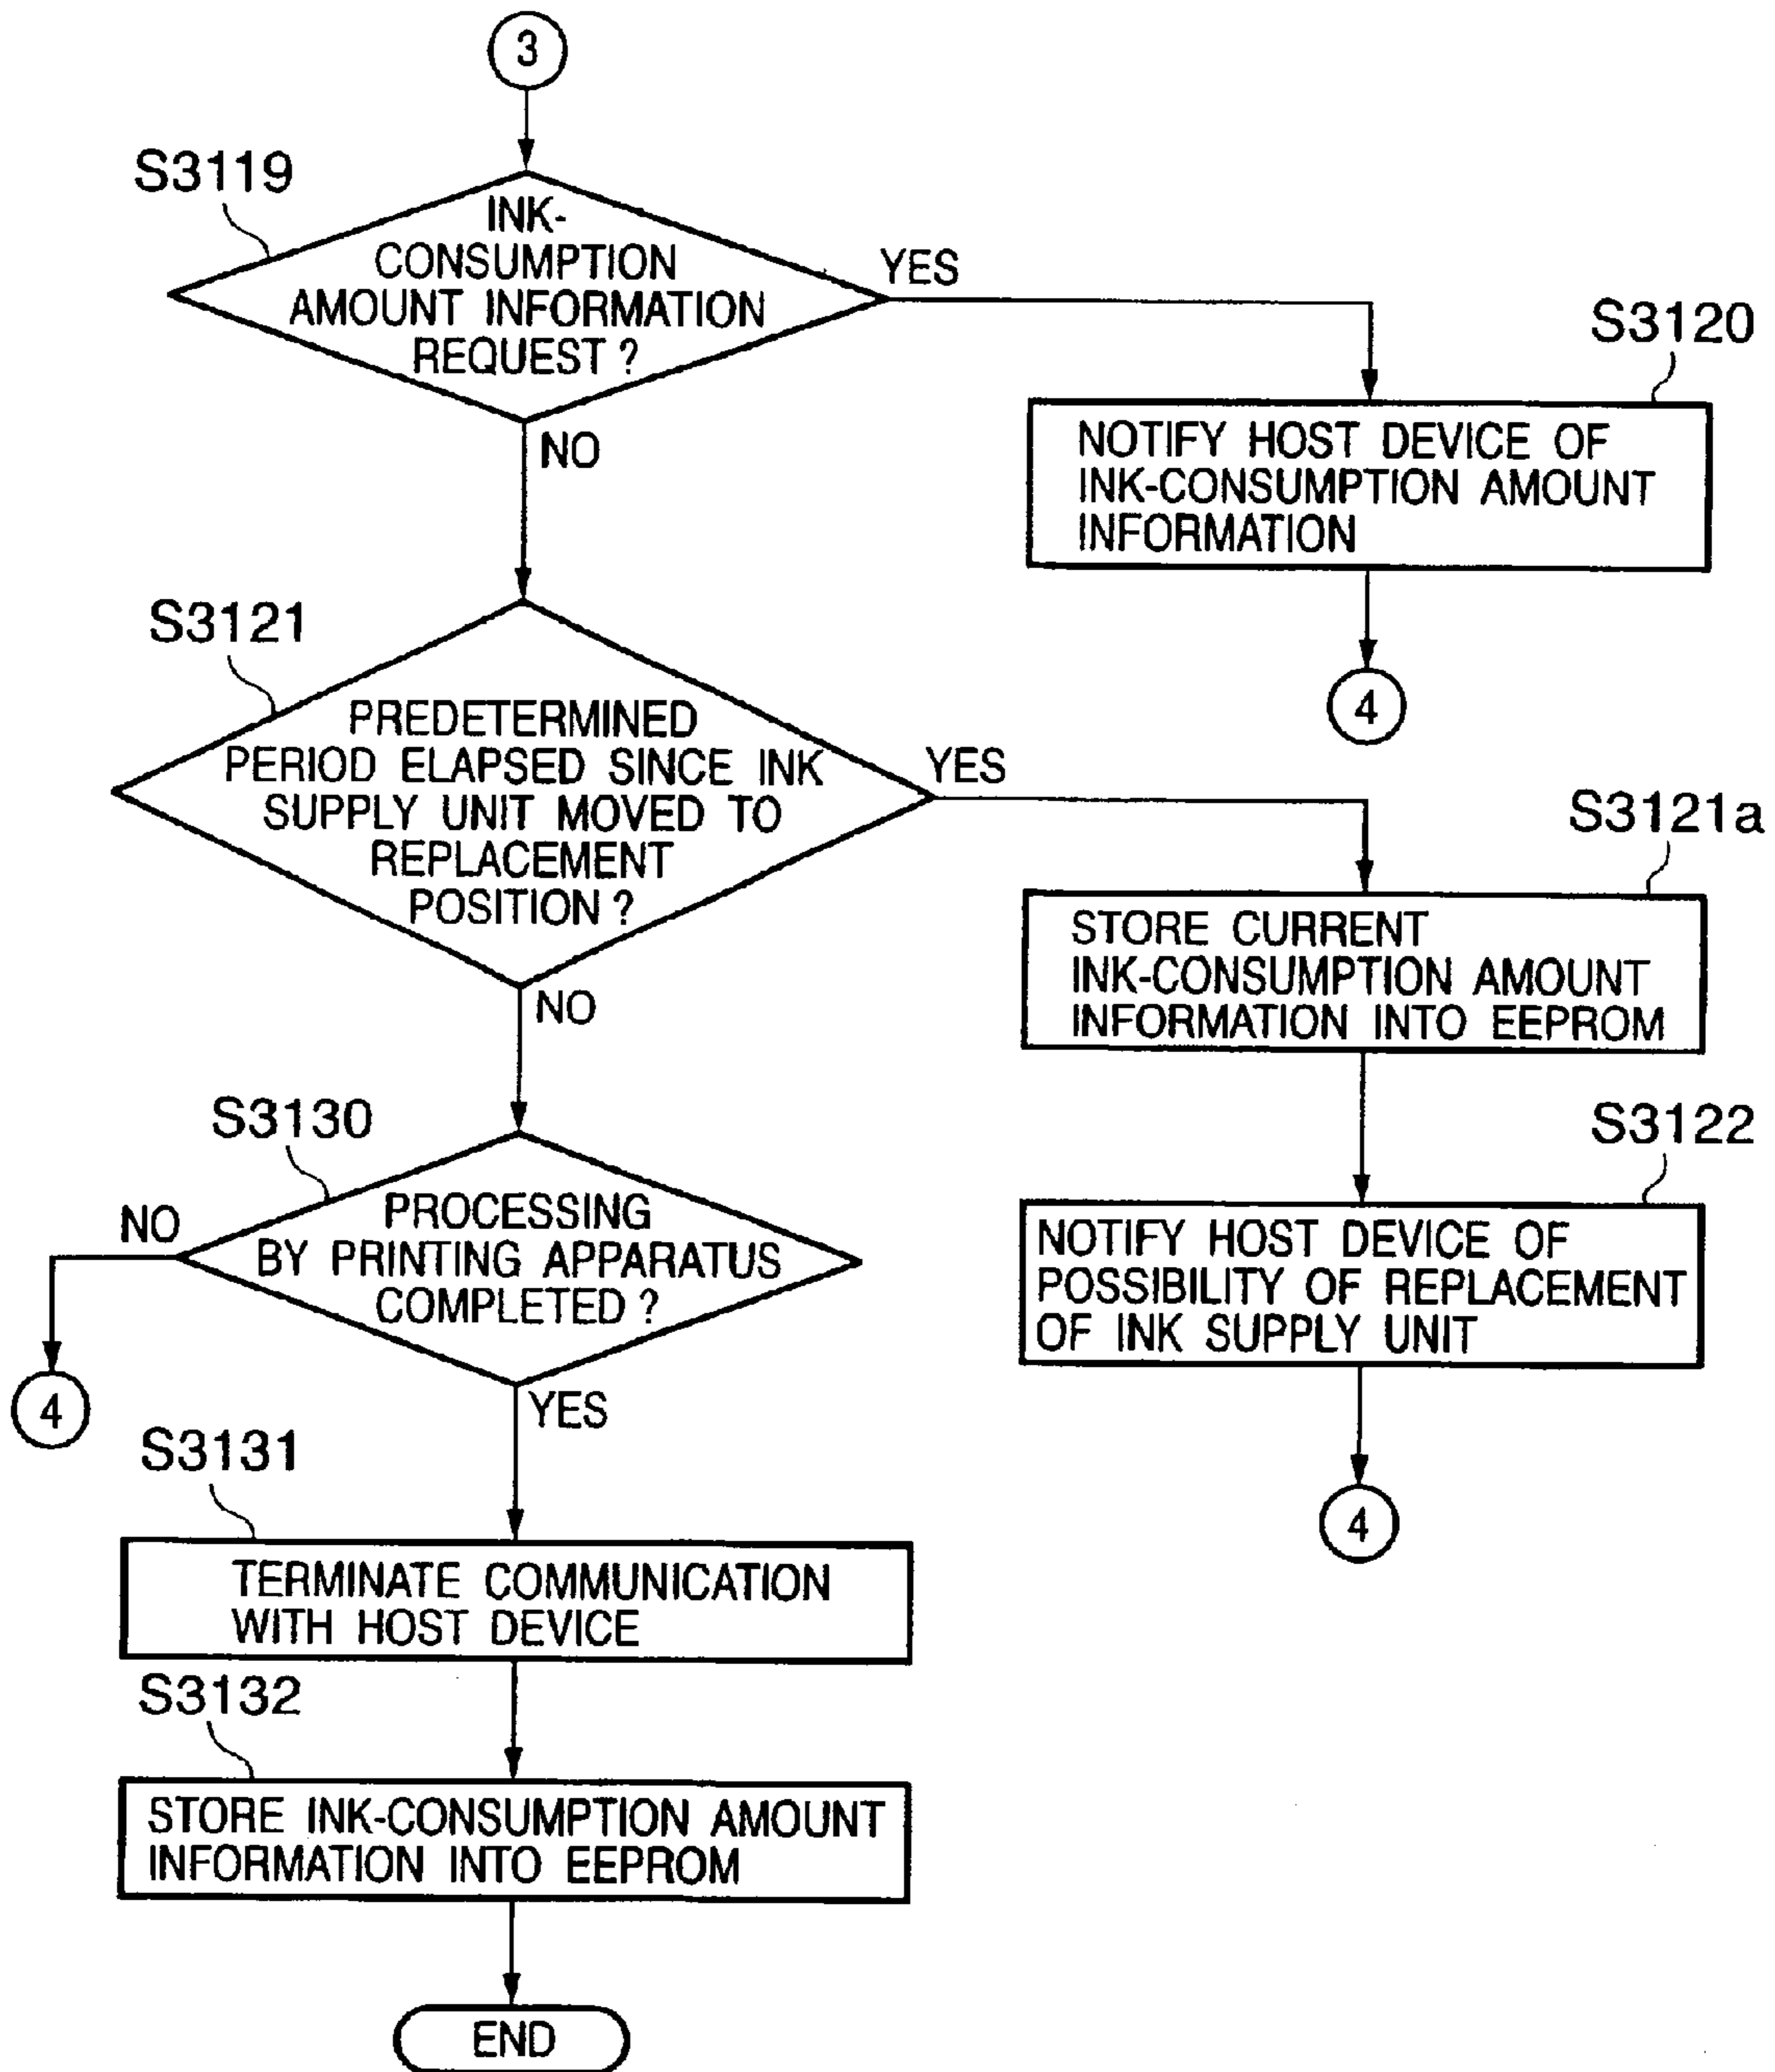 3
S3119
INK-
CONSUMPTION
AMOUNT INFORMATION
REQUEST ?
YES
NO
S3120
NOTIFY HOST DEVICE OF
INK-CONSUMPTION AMOUNT
INFORMATION
4
S3121
PREDETERMINED
PERIOD ELAPSED SINCE INK
SUPPLY UNIT MOVED TO
REPLACEMENT
POSITION ?
YES
NO
S3121a
STORE CURRENT
INK-CONSUMPTION AMOUNT
INFORMATION INTO EEPROM
S3122
NOTIFY HOST DEVICE OF
POSSIBILITY OF REPLACEMENT
OF INK SUPPLY UNIT
4
S3130
PROCESSING
BY PRINTING APPARATUS
COMPLETED ?
NO
4
YES
S3131
TERMINATE COMMUNICATION
WITH HOST DEVICE
S3132
STORE INK-CONSUMPTION AMOUNT
INFORMATION INTO EEPROM
END